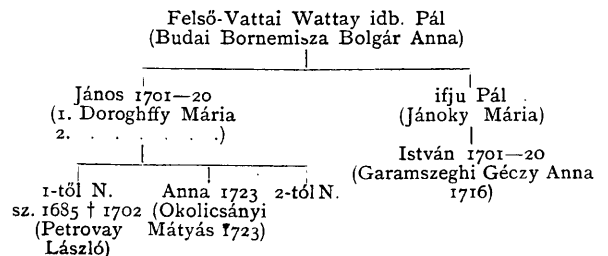 Felső-Vattai Wattay idb. Pál
(Budai Bornemisza Bolgár Anna)
János 1701—20
(1. Doroghffy Mária
2. . . . . . .)
ifju Pál
(Jánoky Mária)
István 1701—20
(Garamszeghi Géczy Anna
1716)
1-től N.
sz. 1685 † 1702
(Petrovay
László)
Anna 1723
(Okolicsányi
Mátyás 1723)
2-tól N.